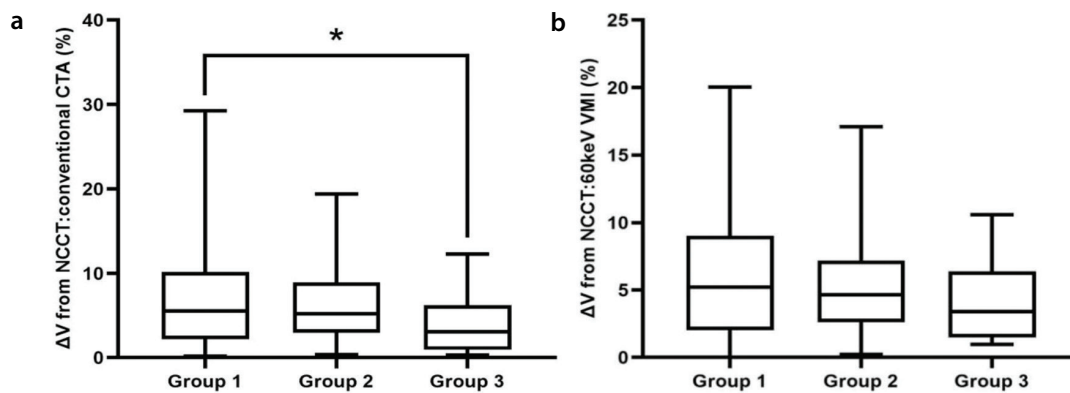 a
ΔV from NCCT:conventional CTA (%)
40
30
20
10
0
*
Group 1
Group 2
Group 3
b
ΔV from NCCT:60keV VMI (%)
25
20
15
10
5
0
Group 1
Group 2
Group 3